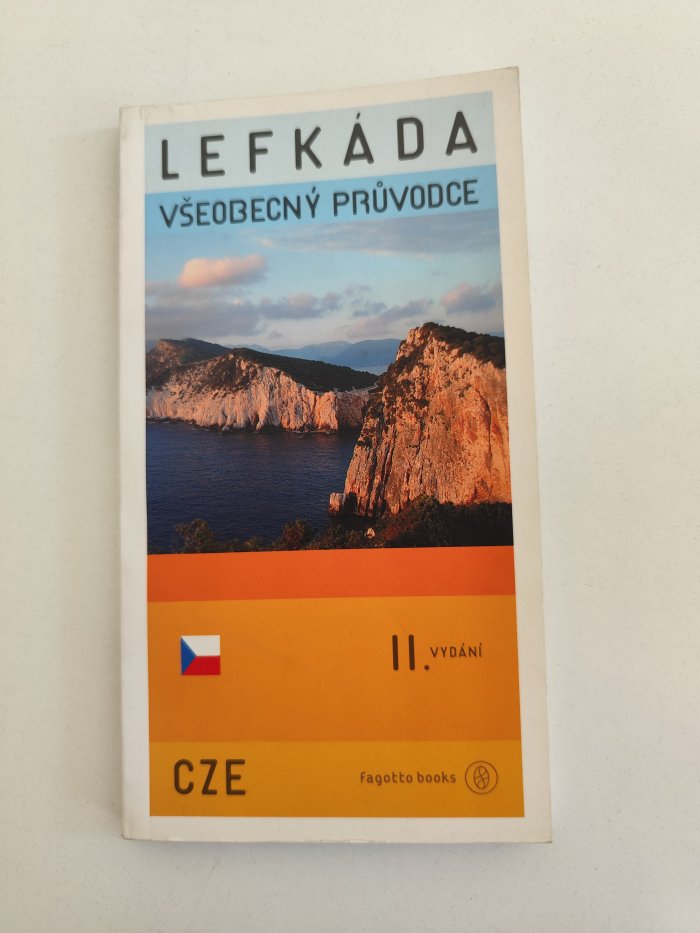 LEFKÁDA
VŠEOBECNÝ PRŮVODCE
II. VYDÁNÍ
CZE
fagotto books